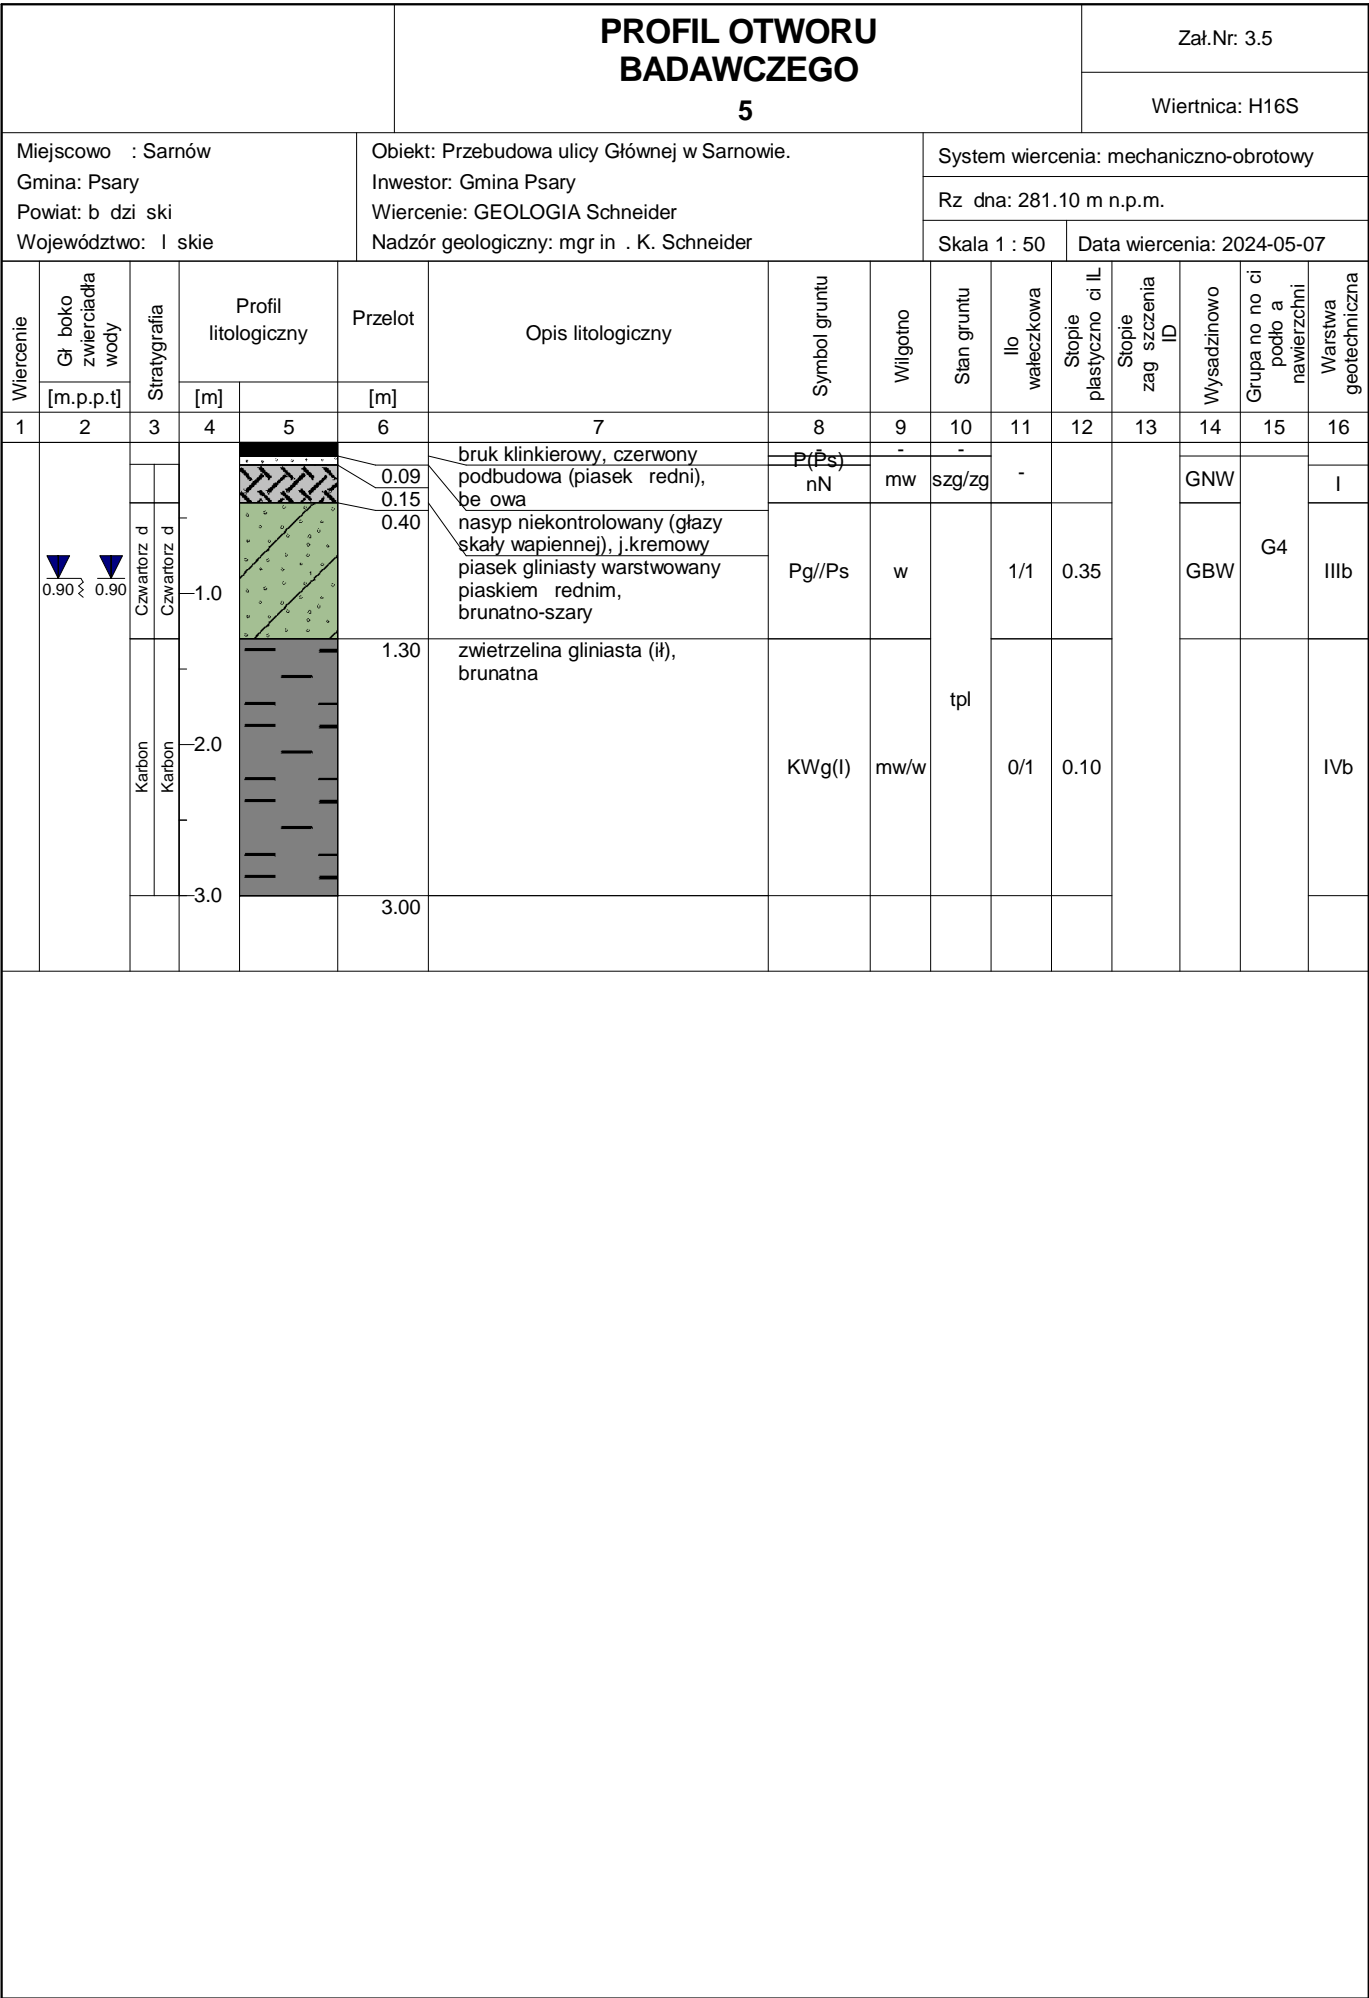 PROFIL OTWORU
BADAWCZEGO
5
Zał.Nr: 3.5
Wiertnica: H16S
Miejscowo : Sarnów
Gmina: Psary
Powiat: b dzi ski
Województwo: l skie
Obiekt: Przebudowa ulicy Głównej w Sarnowie.
Inwestor: Gmina Psary
Wiercenie: GEOLOGIA Schneider
Nadzór geologiczny: mgr in . K. Schneider
System wiercenia: mechaniczno-obrotowy
Rz dna: 281.10 m n.p.m.
Skala 1 : 50
Data wiercenia: 2024-05-07
Wiercenie
Gł boko
zwierciadła
wody
[m.p.p.t]
Stratygrafia
Profil
litologiczny
[m]
Przelot
[m]
Opis litologiczny
Symbol gruntu
Wilgotno
Stan gruntu
Ilo
wałeczkowa
Stopie
plastyczno ci IL
Stopie
zag szczenia
ID
Wysadzinowo
Grupa no no ci
podło a
nawierzchni
Warstwa
geotechniczna
1 2 3 4 5 6 7 8 9 10 11 12 13 14 15 16
bruk klinkierowy, czerwony
- - -
0.09
podbudowa (piasek redni),
be owa
P(Ps)
0.15
nasyp niekontrolowany (głazy
skały wapiennej), j.kremowy
nN mw szg/zg - GNW I
0.40
piasek gliniasty warstwowany
piaskiem rednim,
brunatno-szary
Pg//Ps w 1/1 0.35 GBW G4 IIIb
0.90 0.90
Czwartorz d
Czwartorz d
1.0
1.30
zwietrzelina gliniasta (ił),
brunatna
tpl
Karbon
Karbon
2.0
KWg(I) mw/w 0/1 0.10 IVb
3.0
3.00